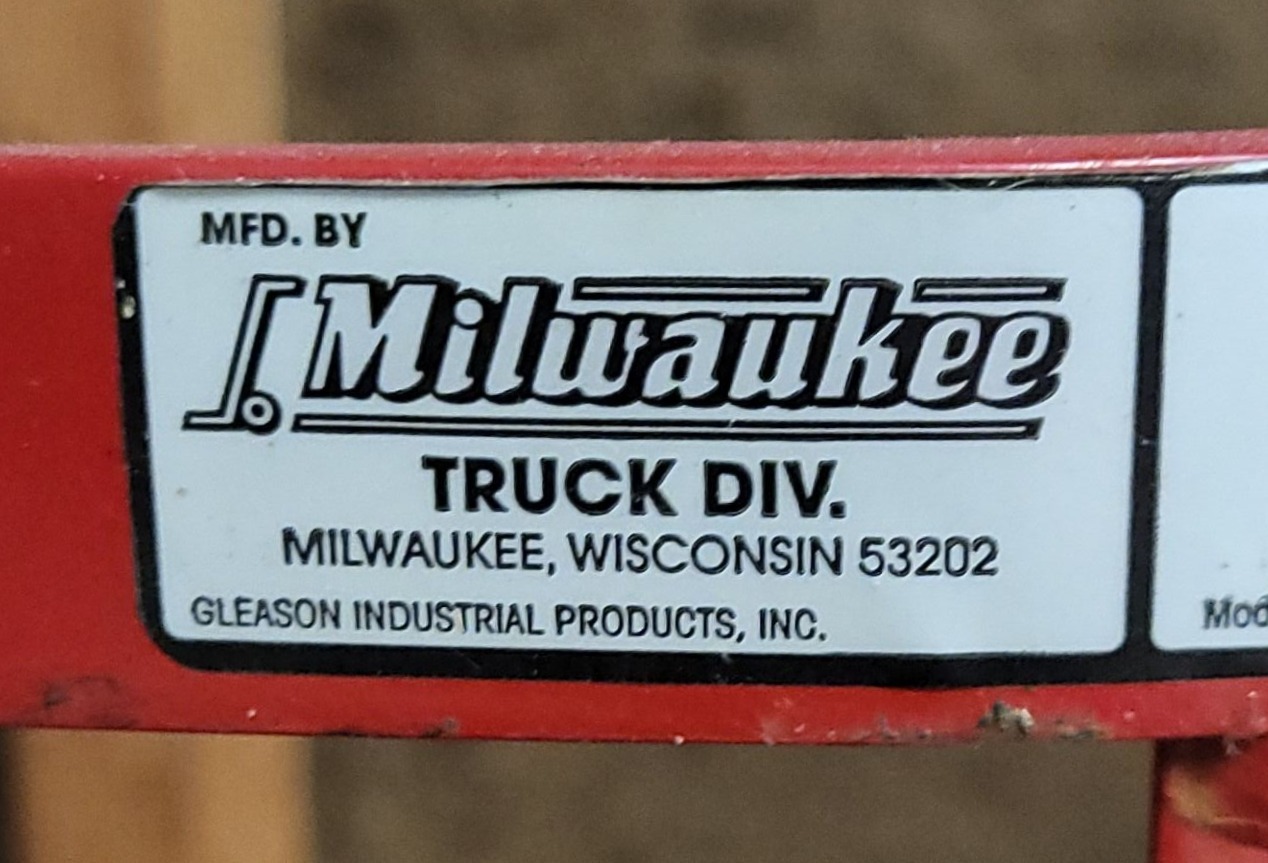 MFD. BY
Milwaukee
TRUCK DIV.
MILWAUKEE, WISCONSIN 53202
GLEASON INDUSTRIAL PRODUCTS, INC.